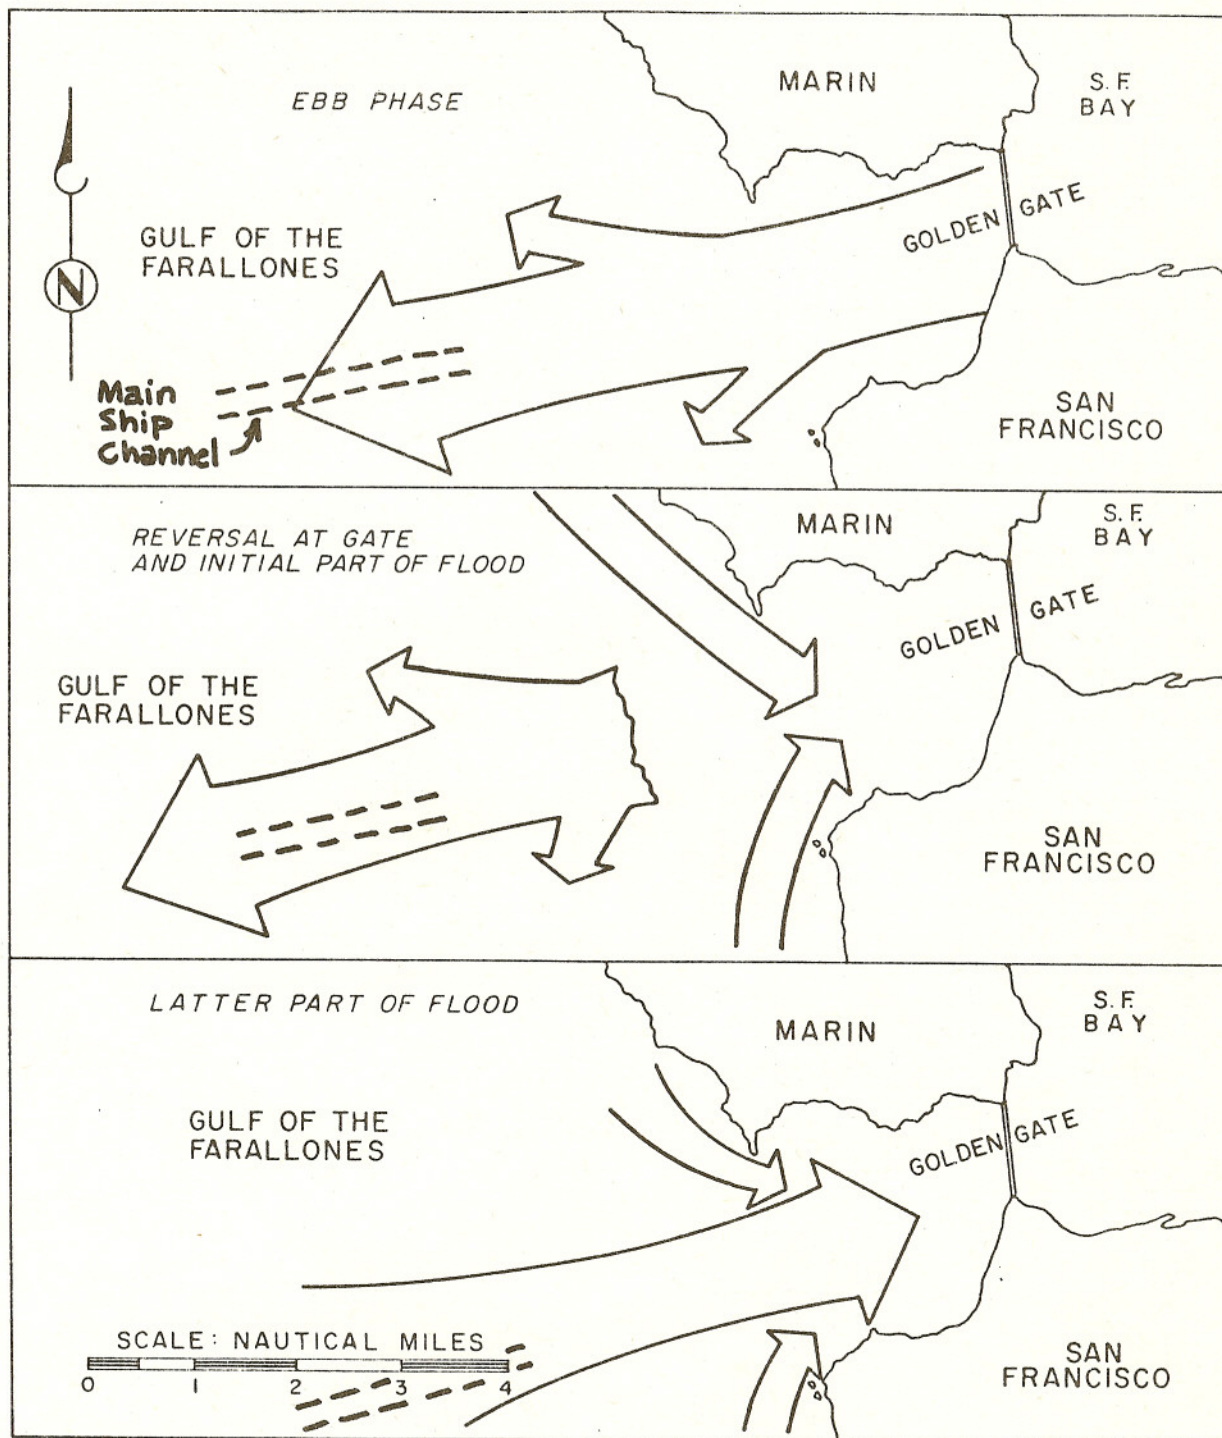 EBB PHASE
MARIN
S. F.
BAY
GOLDEN GATE
GULF OF THE
FARALLONES
N
Main
Ship
Channel
SAN
FRANCISCO
REVERSAL AT GATE
AND INITIAL PART OF FLOOD
MARIN
S. F.
BAY
GOLDEN GATE
GULF OF THE
FARALLONES
SAN
FRANCISCO
LATTER PART OF FLOOD
MARIN
S. F.
BAY
GULF OF THE
FARALLONES
GOLDEN GATE
SCALE: NAUTICAL MILES
0 1 2 3 4
SAN
FRANCISCO